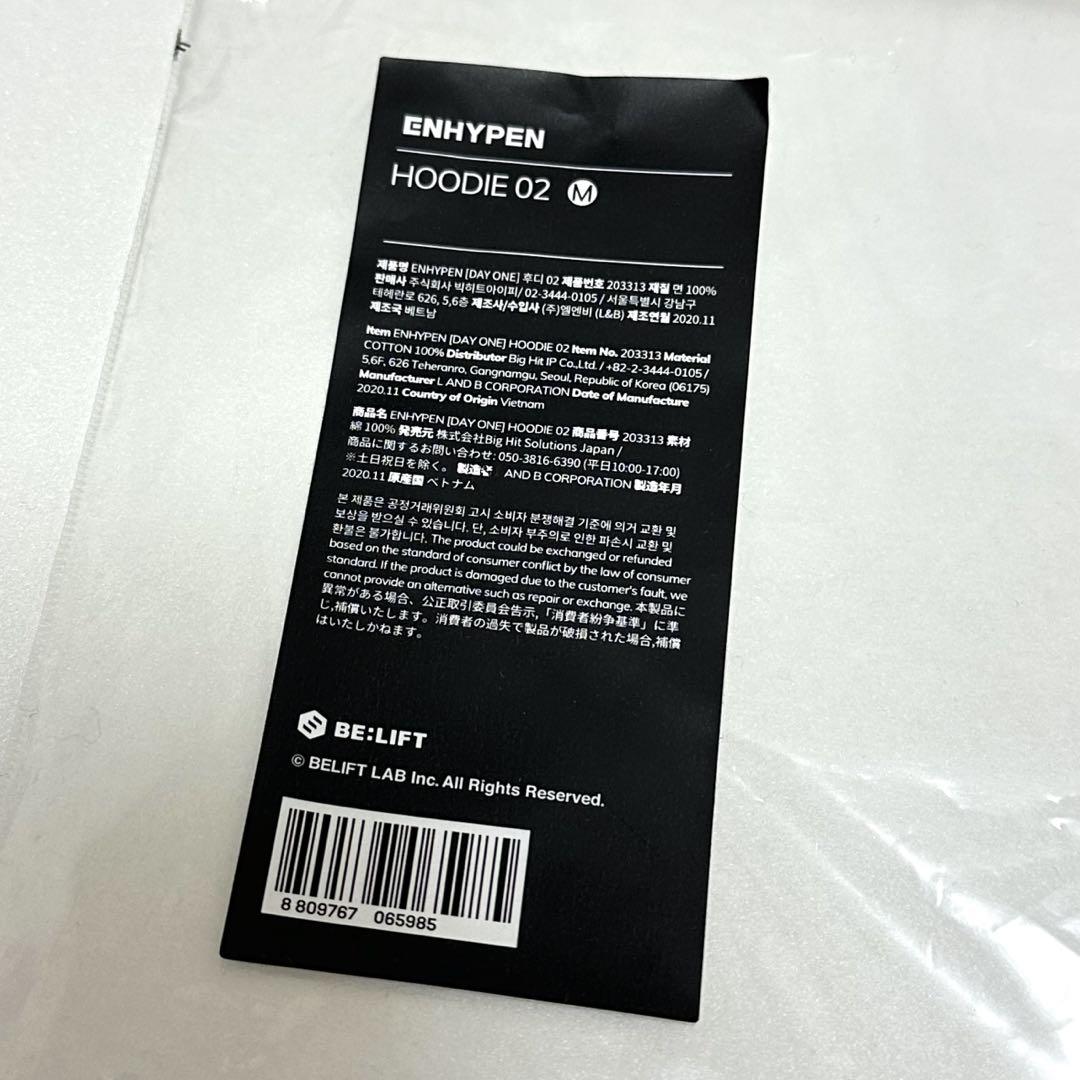 ENHYPEN
HOODIE 02 M
제품명 ENHYPEN [DAY ONE] 후디 02 제품번호 203313 재질 면 100%
판매사 주식회사 빅히트아이피/ 02-3444-0105 / 서울특별시 강남구
테헤란로 626, 5,6층 제조사/수입사 (주)엘엔비 (L&B) 제조연월 2020.11
제조국 베트남
Item ENHYPEN [DAY ONE] HOODIE 02 Item No. 203313 Material
COTTON 100% Distributor Big Hit IP Co.,Ltd. / +82-2-3444-0105 /
5,6F, 626 Teheranro, Gangnamgu, Seoul, Republic of Korea (06175)
Manufacturer L AND B CORPORATION Date of Manufacture
2020.11 Country of Origin Vietnam
商品名 ENHYPEN [DAY ONE] HOODIE 02 商品番号 203313 素材
綿 100% 発売元 株式会社Big Hit Solutions Japan /
商品に関するお問い合わせ: 050-3816-6390 (平日10:00-17:00)
※土日祝日を除く。 製造 AND B CORPORATION 製造年月
2020.11 原産国 ベトナム
본 제품은 공정거래위원회 고시 소비자 분쟁해결 기준에 의거 교환 및
보상을 받으실 수 있습니다. 단, 소비자 부주의로 인한 파손시 교환 및
환불은 불가합니다. The product could be exchanged or refunded
based on the standard of consumer conflict by the law of consumer
standard. If the product is damaged due to the customer's fault, we
cannot provide an alternative such as repair or exchange. 本製品に
異常がある場合、公正取引委員会告示,「消費者紛争基準」に準
じ,補償いたします。消費者の過失で製品が破損された場合,補償
はいたしかねます。
BE:LIFT
© BELIFT LAB Inc. All Rights Reserved.
8 809767 065985